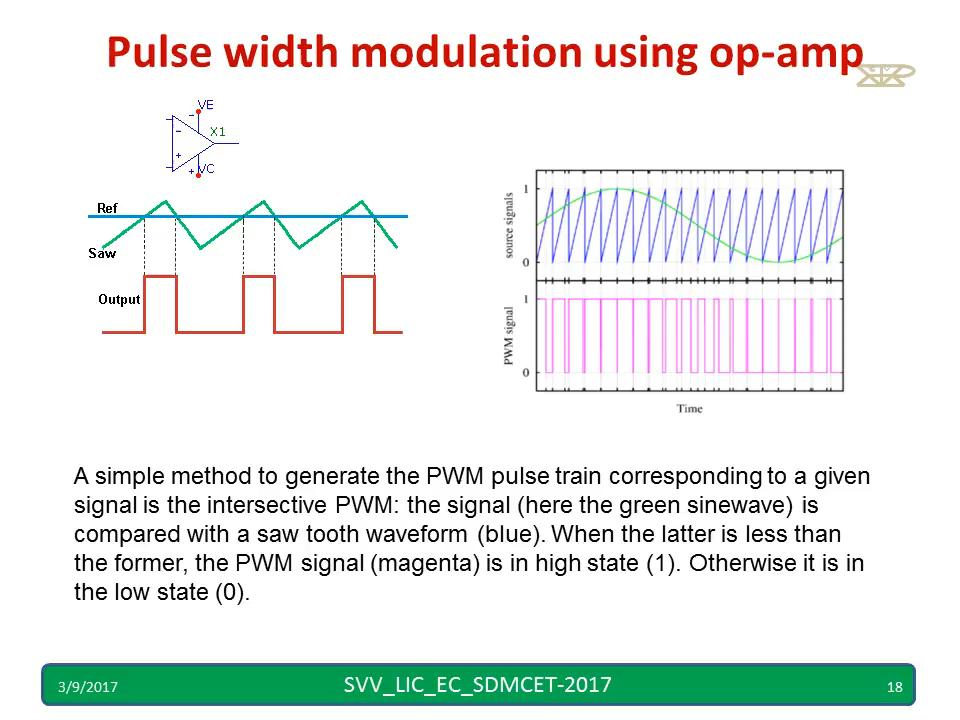 Pulse width modulation using op-amp
VE
X1
VC
Ref
Saw
Output
source signals
1
0
PWM signal
1
0
Time
A simple method to generate the PWM pulse train corresponding to a given
signal is the intersective PWM: the signal (here the green sinewave) is
compared with a saw tooth waveform (blue). When the latter is less than
the former, the PWM signal (magenta) is in high state (1). Otherwise it is in
the low state (0).
3/9/2017 SVV_LIC_EC_SDMCET-2017 18